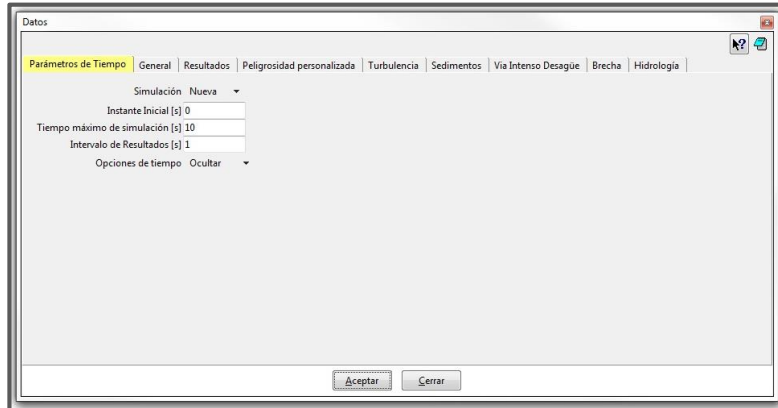 Datos
Parámetros de Tiempo General Resultados Peligrosidad personalizada Turbulencia Sedimentos Via Intenso Desagüe Brecha Hidrología
Simulación Nueva
Instante Inicial [s] 0
Tiempo máximo de simulación [s] 10
Intervalo de Resultados [s] 1
Opciones de tiempo Ocultar
Aceptar Cerrar